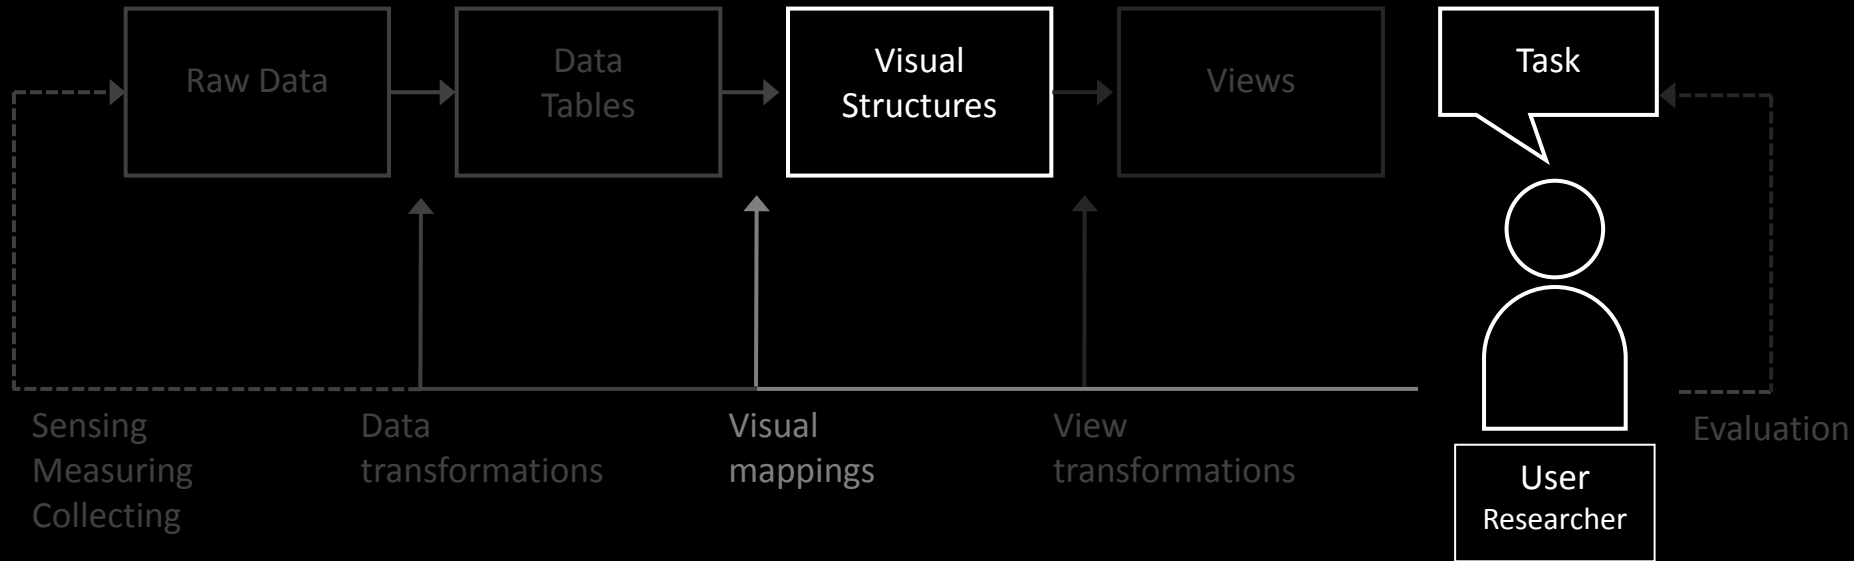 Raw Data
Data
Tables
Visual
Structures
Views
Task
Sensing
Measuring
Collecting
Data
transformations
Visual
mappings
View
transformations
User
Researcher
Evaluation